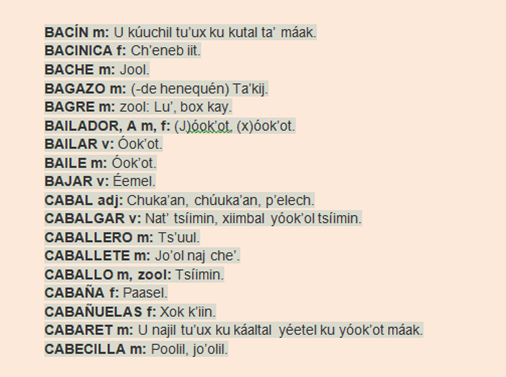 BACÍN m: U kúuchil tu’ux ku kutal ta’ máak.
BACINICA f: Ch’eneb iit.
BACHE m: Jool.
BAGAZO m: (-de henequén) Ta’kij.
BAGRE m: zool: Lu’, box kay.
BAILADOR, A m, f: (J)óok’ot, (x)óok’ot.
BAILAR v: Óok’ot.
BAILE m: Óok’ot.
BAJAR v: Éemel.
CABAL adj: Chuka’an, chúuka’an, p’elech.
CABALGAR v: Nat’ tsíimin, xiimbal yóok’ol tsíimin.
CABALLERO m: Ts’uul.
CABALLETE m: Jo’ol naj che’.
CABALLO m, zool: Tsíimin.
CABAÑA f: Paasel.
CABAÑUELAS f: Xok k’iin.
CABARET m: U najil tu’ux ku káaltal yéetel ku yóok’ot máak.
CABECILLA m: Poolil, jo’olil.